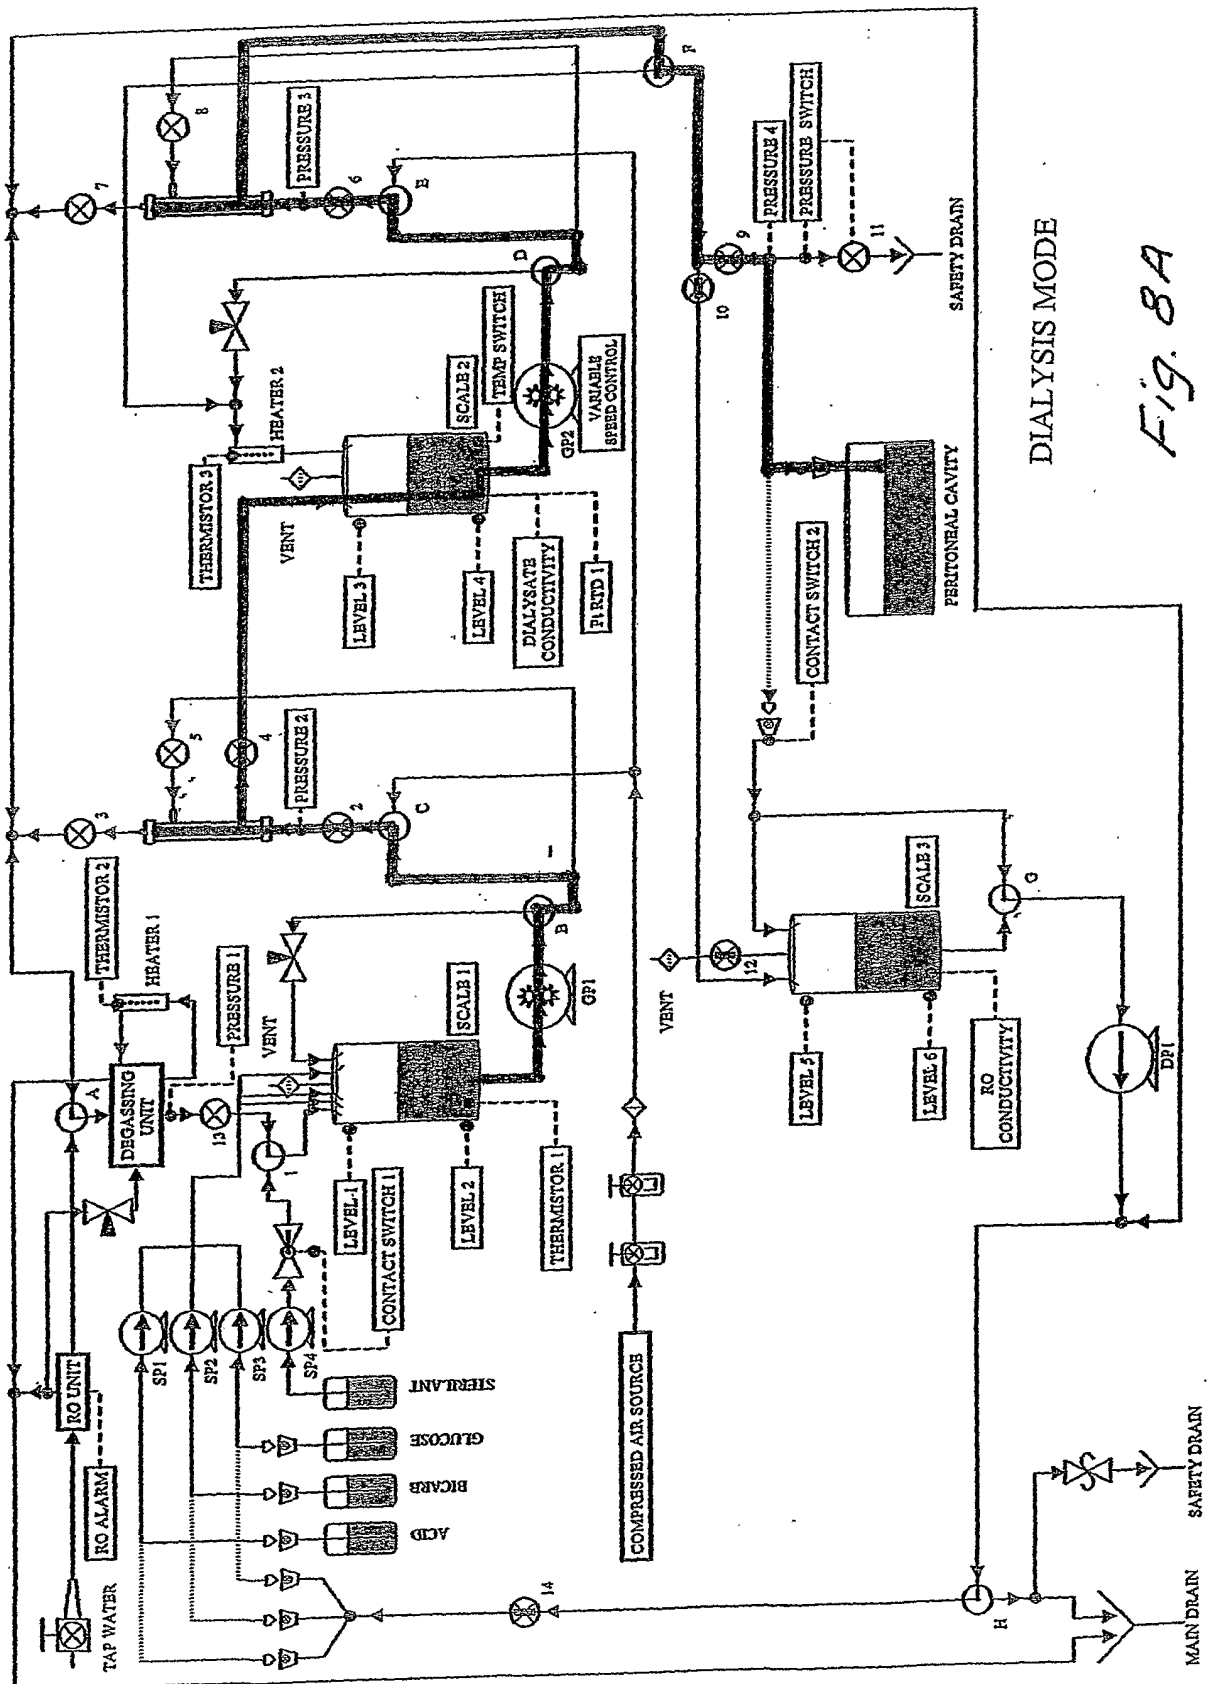 TAP WATER
RO ALARM
RO UNIT
ACID
BICARB
GLUCOSE
STERILANT
SP1
SP2
SP3
SP4
A
DEGASSING
UNIT
THERMISTOR 2
HEATER 1
PRESSURE 1
13
VENT
1
LEVEL 1
CONTACT SWITCH 1
LEVEL 2
THERMISTOR 1
SCALE 1
GP1
B
3
5
4
PRESSURE 2
2
C
THERMISTOR 3
HEATER 2
VENT
LEVEL 3
LEVEL 4
DIALYSATE
CONDUCTIVITY
Pt RTD 1
SCALE 2
TEMP SWITCH
GP2
VARIABLE
SPEED CONTROL
D
7
8
PRESSURE 3
6
E
F
COMPRESSED AIR SOURCE
VENT
12
LEVEL 5
LEVEL 6
RO
CONDUCTIVITY
SCALE 3
G
DP1
CONTACT SWITCH 2
10
9
PRESSURE 4
PRESSURE SWITCH
11
SAFETY DRAIN
PERITONEAL CAVITY
14
H
MAIN DRAIN
SAFETY DRAIN
DIALYSIS MODE
Fig. 8A